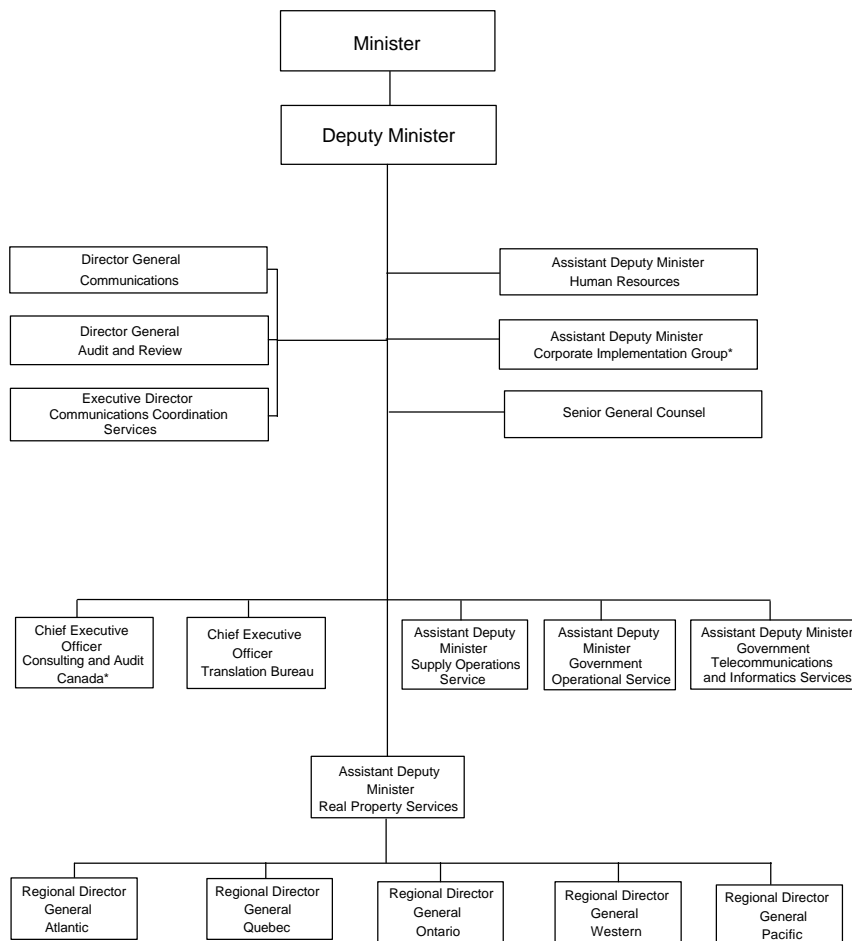 Minister
Deputy Minister
Director General
Communications
Assistant Deputy Minister
Human Resources
Director General
Audit and Review
Assistant Deputy Minister
Corporate Implementation Group*
Executive Director
Communications Coordination
Services
Senior General Counsel
Chief Executive
Officer
Consulting and Audit
Canada*
Chief Executive
Officer
Translation Bureau
Assistant Deputy
Minister
Supply Operations
Service
Assistant Deputy
Minister
Government
Operational Service
Assistant Deputy Minister
Government
Telecommunications
and Informatics Services
Assistant Deputy
Minister
Real Property Services
Regional Director
General
Atlantic
Regional Director
General
Quebec
Regional Director
General
Ontario
Regional Director
General
Western
Regional Director
General
Pacific